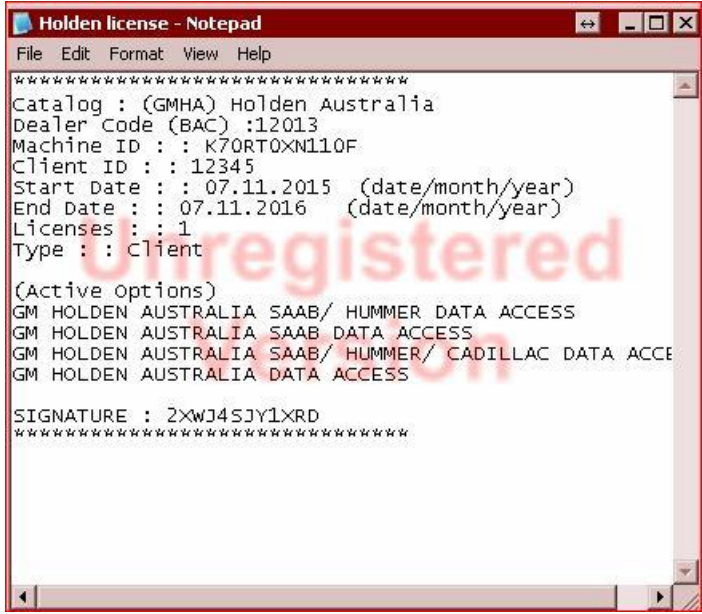 Holden license - Notepad
File Edit Format View Help
*******************************
Catalog : (GMHA) Holden Australia
Dealer Code (BAC) :12013
Machine ID : : K70RT0XN110F
Client ID : : 12345
Start Date : : 07.11.2015 (date/month/year)
End Date : : 07.11.2016 (date/month/year)
Licenses : : 1
Type : : Client
Unregistered
(Active Options)
GM HOLDEN AUSTRALIA SAAB/ HUMMER DATA ACCESS
GM HOLDEN AUSTRALIA SAAB DATA ACCESS
Version
GM HOLDEN AUSTRALIA SAAB/ HUMMER/ CADILLAC DATA ACCE
GM HOLDEN AUSTRALIA DATA ACCESS
SIGNATURE : 2XWJ4SJY1XRD
*******************************